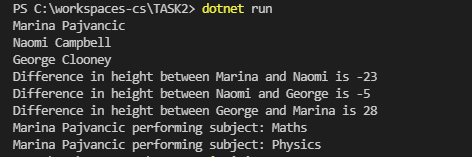 PS C:\workspaces-cs\TASK2> dotnet run
Marina Pajvancic
Naomi Campbell
George Clooney
Difference in height between Marina and Naomi is -23
Difference in height between Naomi and George is -5
Difference in height between George and Marina is 28
Marina Pajvancic performing subject: Maths
Marina Pajvancic performing subject: Physics